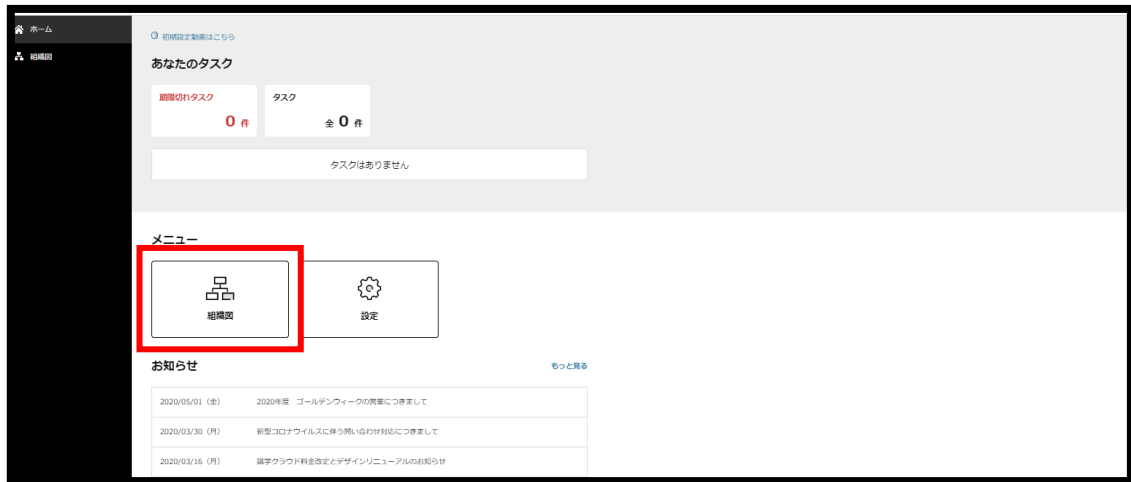 ホーム
組織図
初期設定動画はこちら
あなたのタスク
期限切れタスク
0 件
タスク
全 0 件
タスクはありません
メニュー
組織図
設定
お知らせ
もっと見る
2020/05/01（金） 2020年度 ゴールデンウィークの営業につきまして
2020/03/30（月） 新型コロナウイルスに伴う問い合わせ対応につきまして
2020/03/16（月） 識学クラウド料金改定とデザインリニューアルのお知らせ